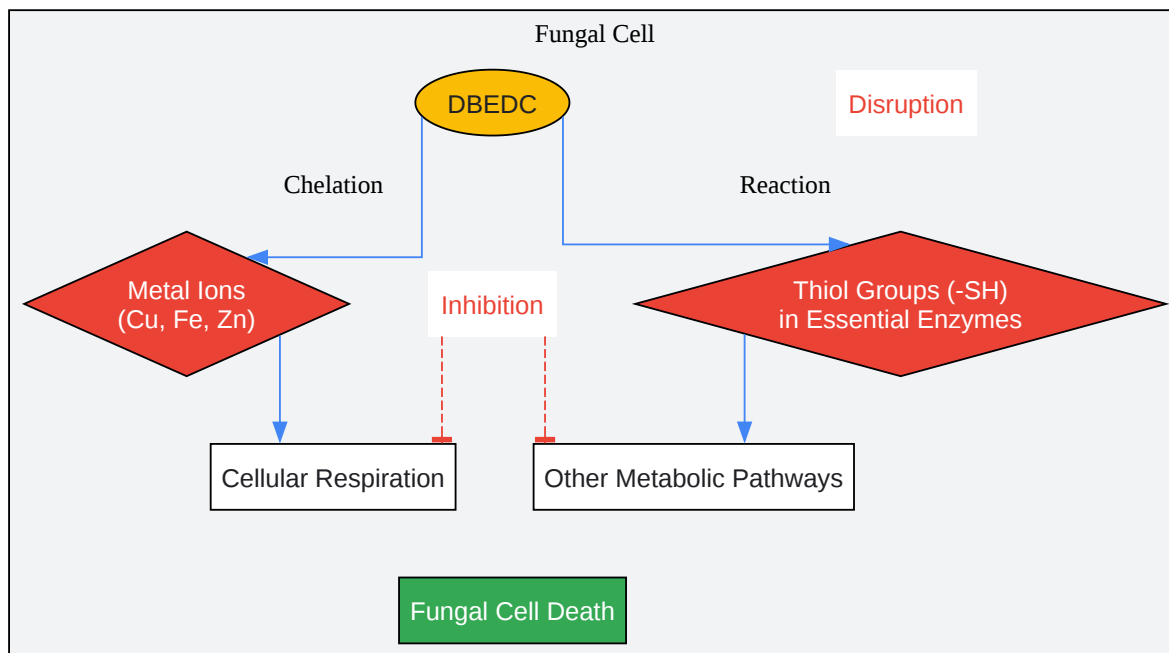 Fungal Cell
DBEDC
Disruption
Chelation
Reaction
Metal Ions
(Cu, Fe, Zn)
Inhibition
Thiol Groups (-SH)
in Essential Enzymes
Cellular Respiration
Other Metabolic Pathways
Fungal Cell Death